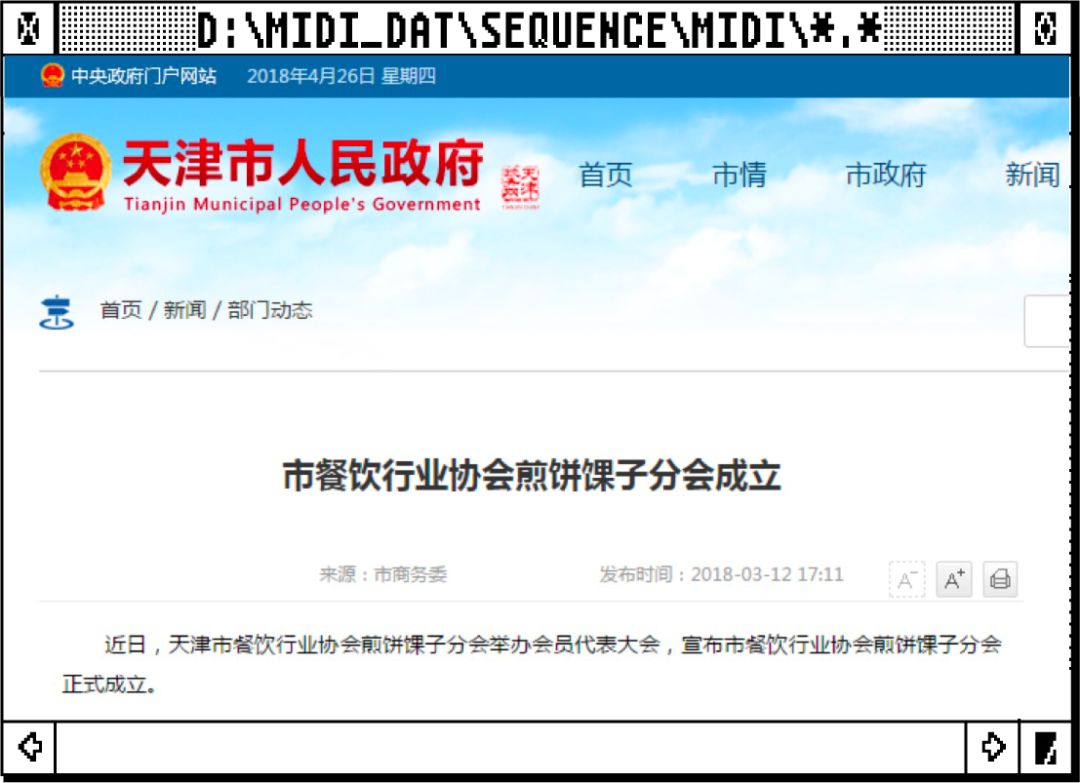 D:\MIDI_DAT\SEQUENCE\MIDI\*.*
中央政府门户网站 2018年4月26日 星期四
天津市人民政府
Tianjin Municipal People's Government
首页 市情 市政府 新闻
首页 / 新闻 / 部门动态
市餐饮行业协会煎饼馃子分会成立
来源：市商务委 发布时间：2018-03-12 17:11 A- A+
近日，天津市餐饮行业协会煎饼馃子分会举办会员代表大会，宣布市餐饮行业协会煎饼馃子分会
正式成立。